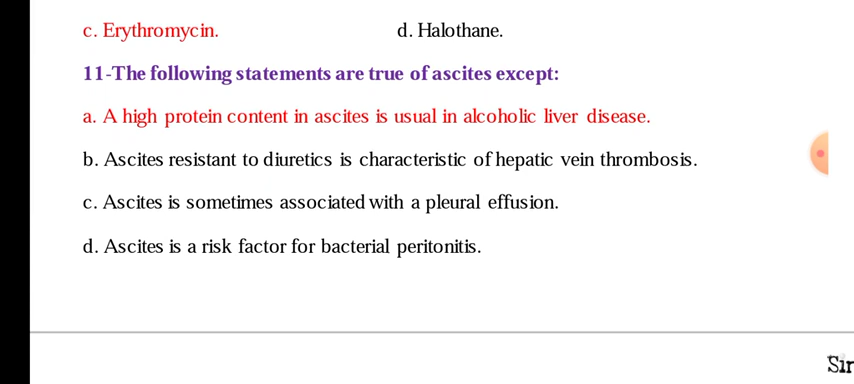 c. Erythromycin. d. Halothane.
11-The following statements are true of ascites except:
a. A high protein content in ascites is usual in alcoholic liver disease.
b. Ascites resistant to diuretics is characteristic of hepatic vein thrombosis.
c. Ascites is sometimes associated with a pleural effusion.
d. Ascites is a risk factor for bacterial peritonitis.